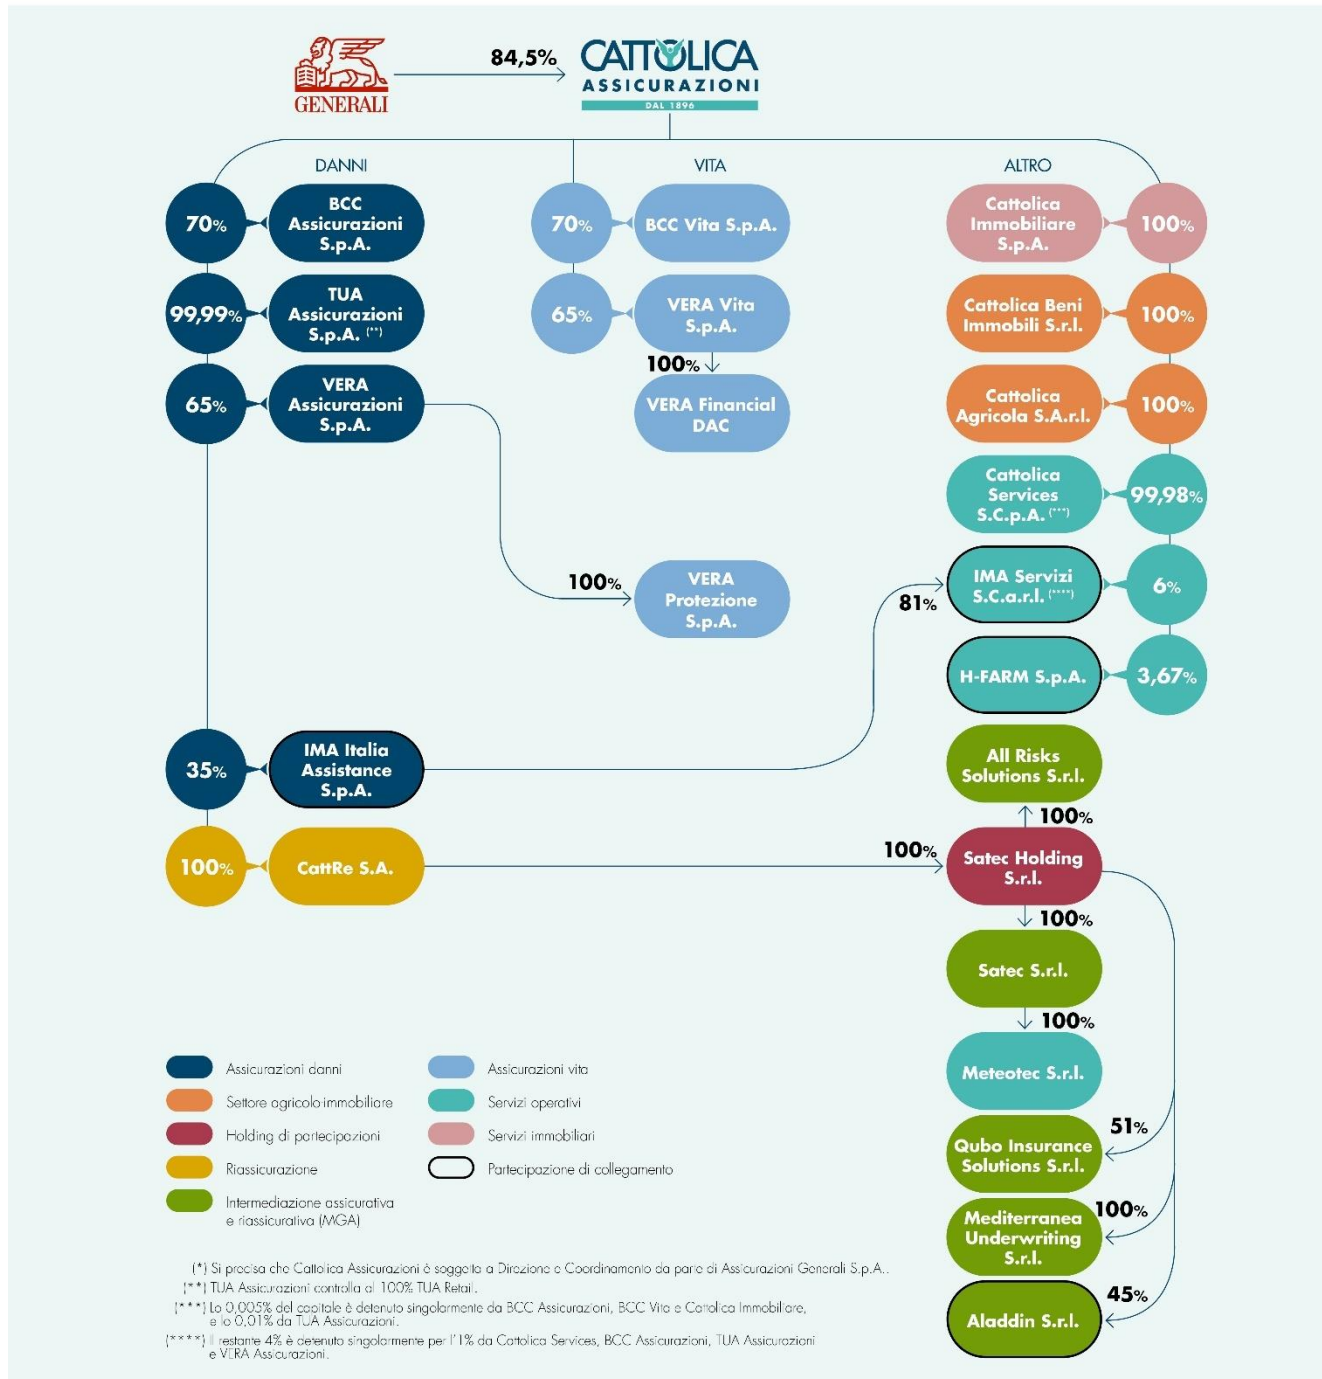 GENERALI
84,5%
CATTOLICA
ASSICURAZIONI
DAL 1896
DANNI
VITA
ALTRO
70%
BCC
Assicurazioni
S.p.A.
70%
BCC Vita S.p.A.
Cattolica
Immobiliare
S.p.A.
100%
99,99%
TUA
Assicurazioni
S.p.A. (**)
65%
VERA Vita
S.p.A.
Cattolica Beni
Immobili S.r.l.
100%
100%
65%
VERA
Assicurazioni
S.p.A.
VERA Financial
DAC
Cattolica
Agricola S.A.r.l.
100%
Cattolica
Services
S.C.p.A. (***)
99,98%
100%
VERA
Protezione
S.p.A.
81%
IMA Servizi
S.C.a.r.l. (****)
6%
H-FARM S.p.A.
3,67%
35%
IMA Italia
Assistance
S.p.A.
All Risks
Solutions S.r.l.
100%
100%
CattRe S.A.
100%
Satec Holding
S.r.l.
100%
Satec S.r.l.
100%
Meteotec S.r.l.
51%
Qubo Insurance
Solutions S.r.l.
100%
Mediterranea
Underwriting
S.r.l.
45%
Aladdin S.r.l.
Assicurazioni danni
Assicurazioni vita
Settore agricolo-immobiliare
Servizi operativi
Holding di partecipazioni
Servizi immobiliari
Riassicurazione
Partecipazione di collegamento
Intermediazione assicurativa
e riassicurativa (MGA)
(*) Si precisa che Cattolica Assicurazioni è soggetta a Direzione e Coordinamento da parte di Assicurazioni Generali S.p.A..
(**) TUA Assicurazioni controlla al 100% TUA Retail.
(***) Lo 0,005% del capitale è detenuto singolarmente da BCC Assicurazioni, BCC Vita e Cattolica Immobiliare,
e lo 0,01% da TUA Assicurazioni.
(****) Il restante 4% è detenuto singolarmente per l'1% da Cattolica Services, BCC Assicurazioni, TUA Assicurazioni
e VERA Assicurazioni.